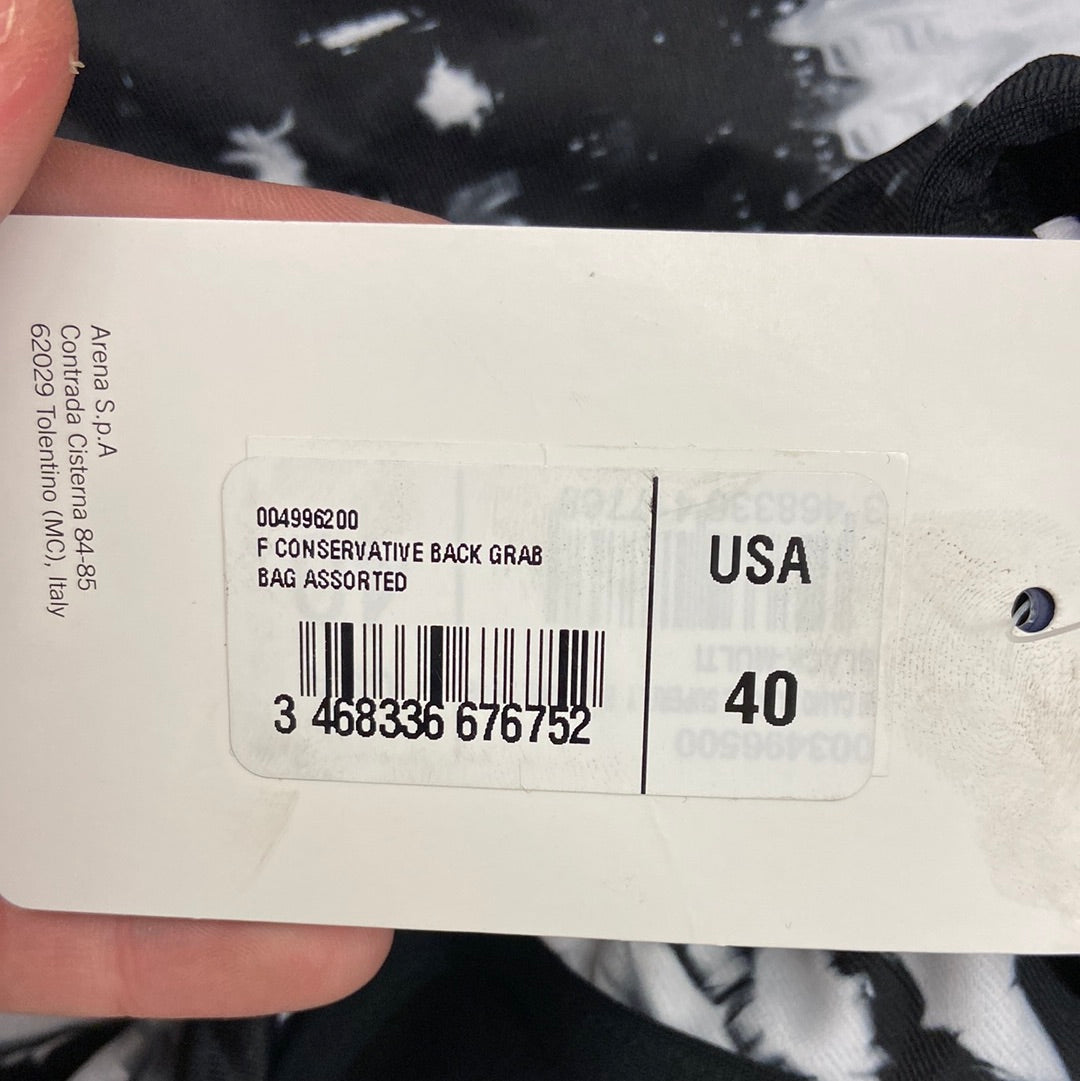 Arena S.p.A
Contrada Cisterna 84-85
62029 Tolentino (MC), Italy
004996200
F CONSERVATIVE BACK GRAB
BAG ASSORTED
3 468336 676752
USA
40
003496500